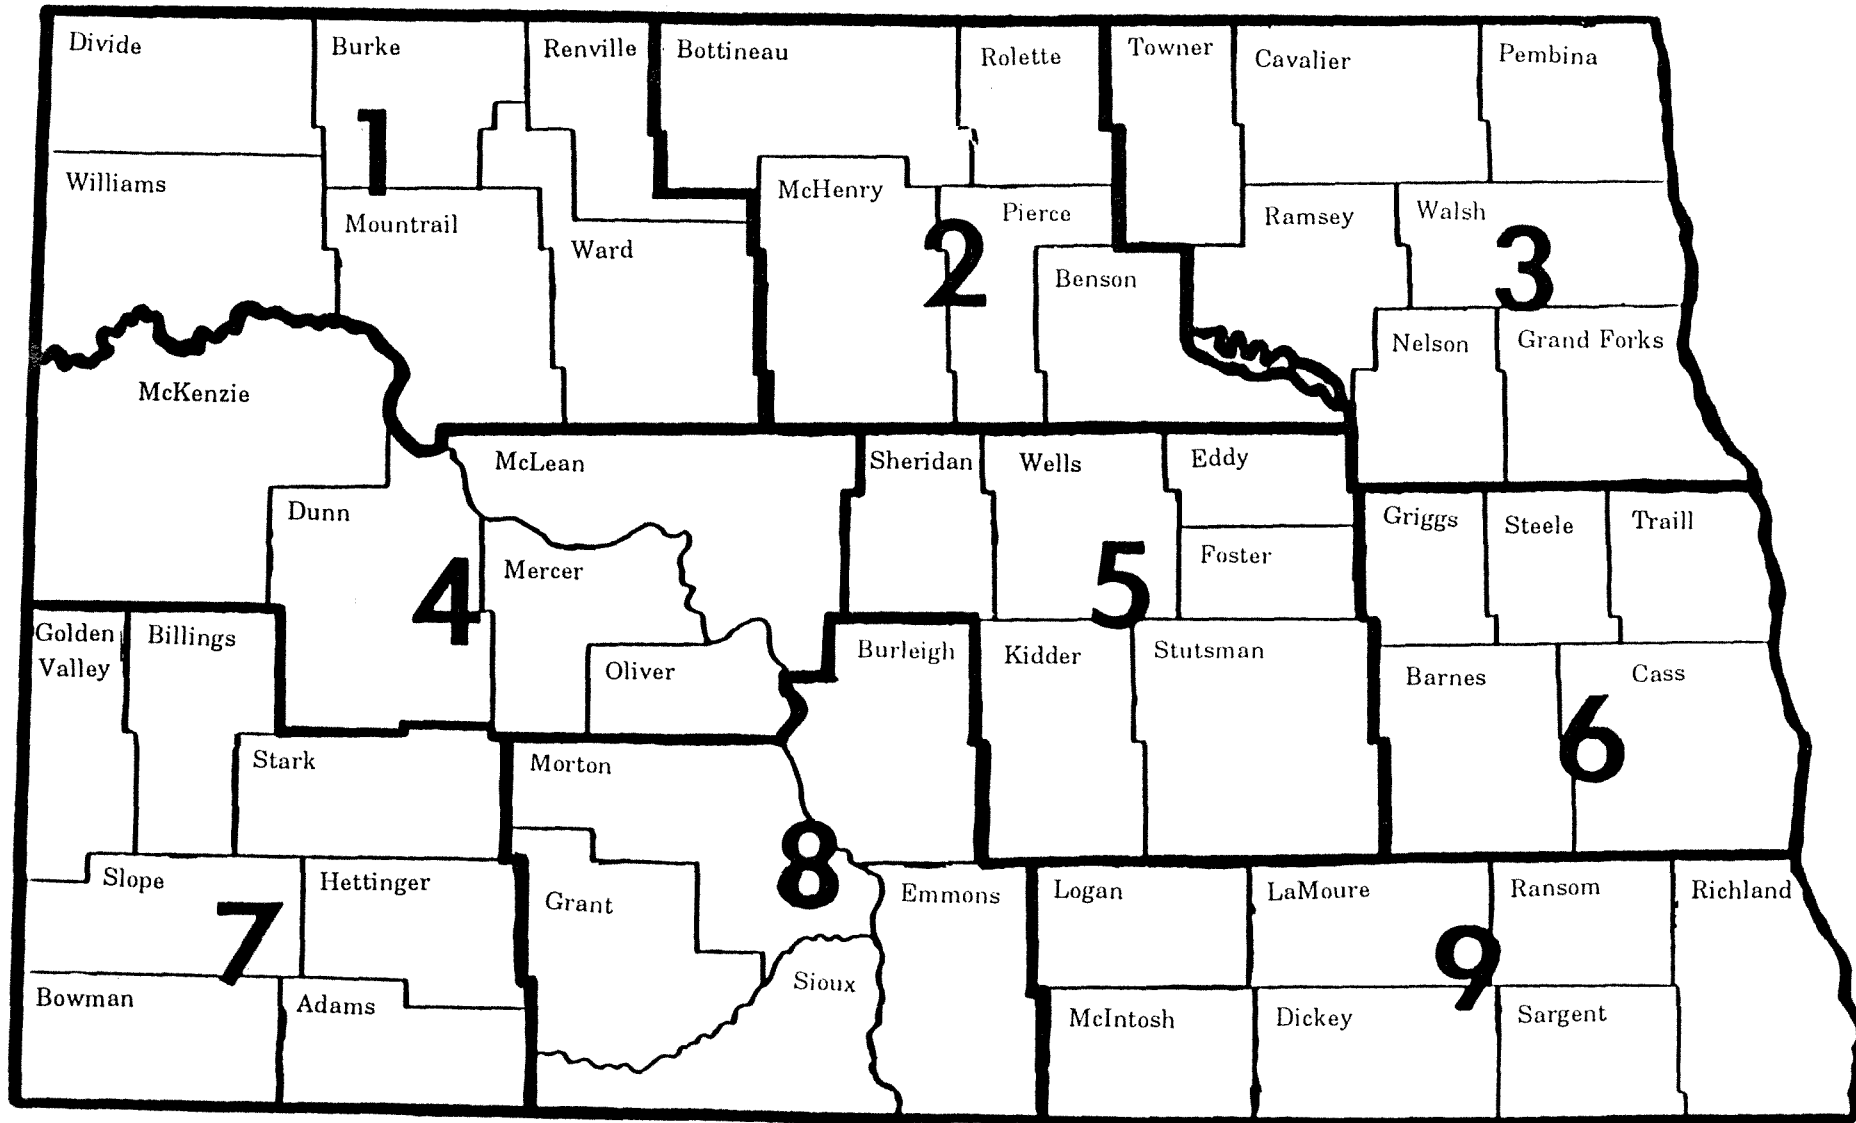 Divide
Burke
Renville
Bottineau
Rolette
Towner
Cavalier
Pembina
1
Williams
Mountrail
Ward
McHenry
Pierce
2
Benson
Ramsey
Walsh
3
Nelson
Grand Forks
McKenzie
McLean
Sheridan
Wells
Eddy
Dunn
4
Mercer
5
Foster
Griggs
Steele
Traill
Golden
Valley
Billings
Oliver
Burleigh
Kidder
Stutsman
Barnes
Cass
6
Stark
Morton
8
Slope
Hettinger
7
Grant
Emmons
Logan
LaMoure
Ransom
Richland
9
Bowman
Adams
Sioux
McIntosh
Dickey
Sargent